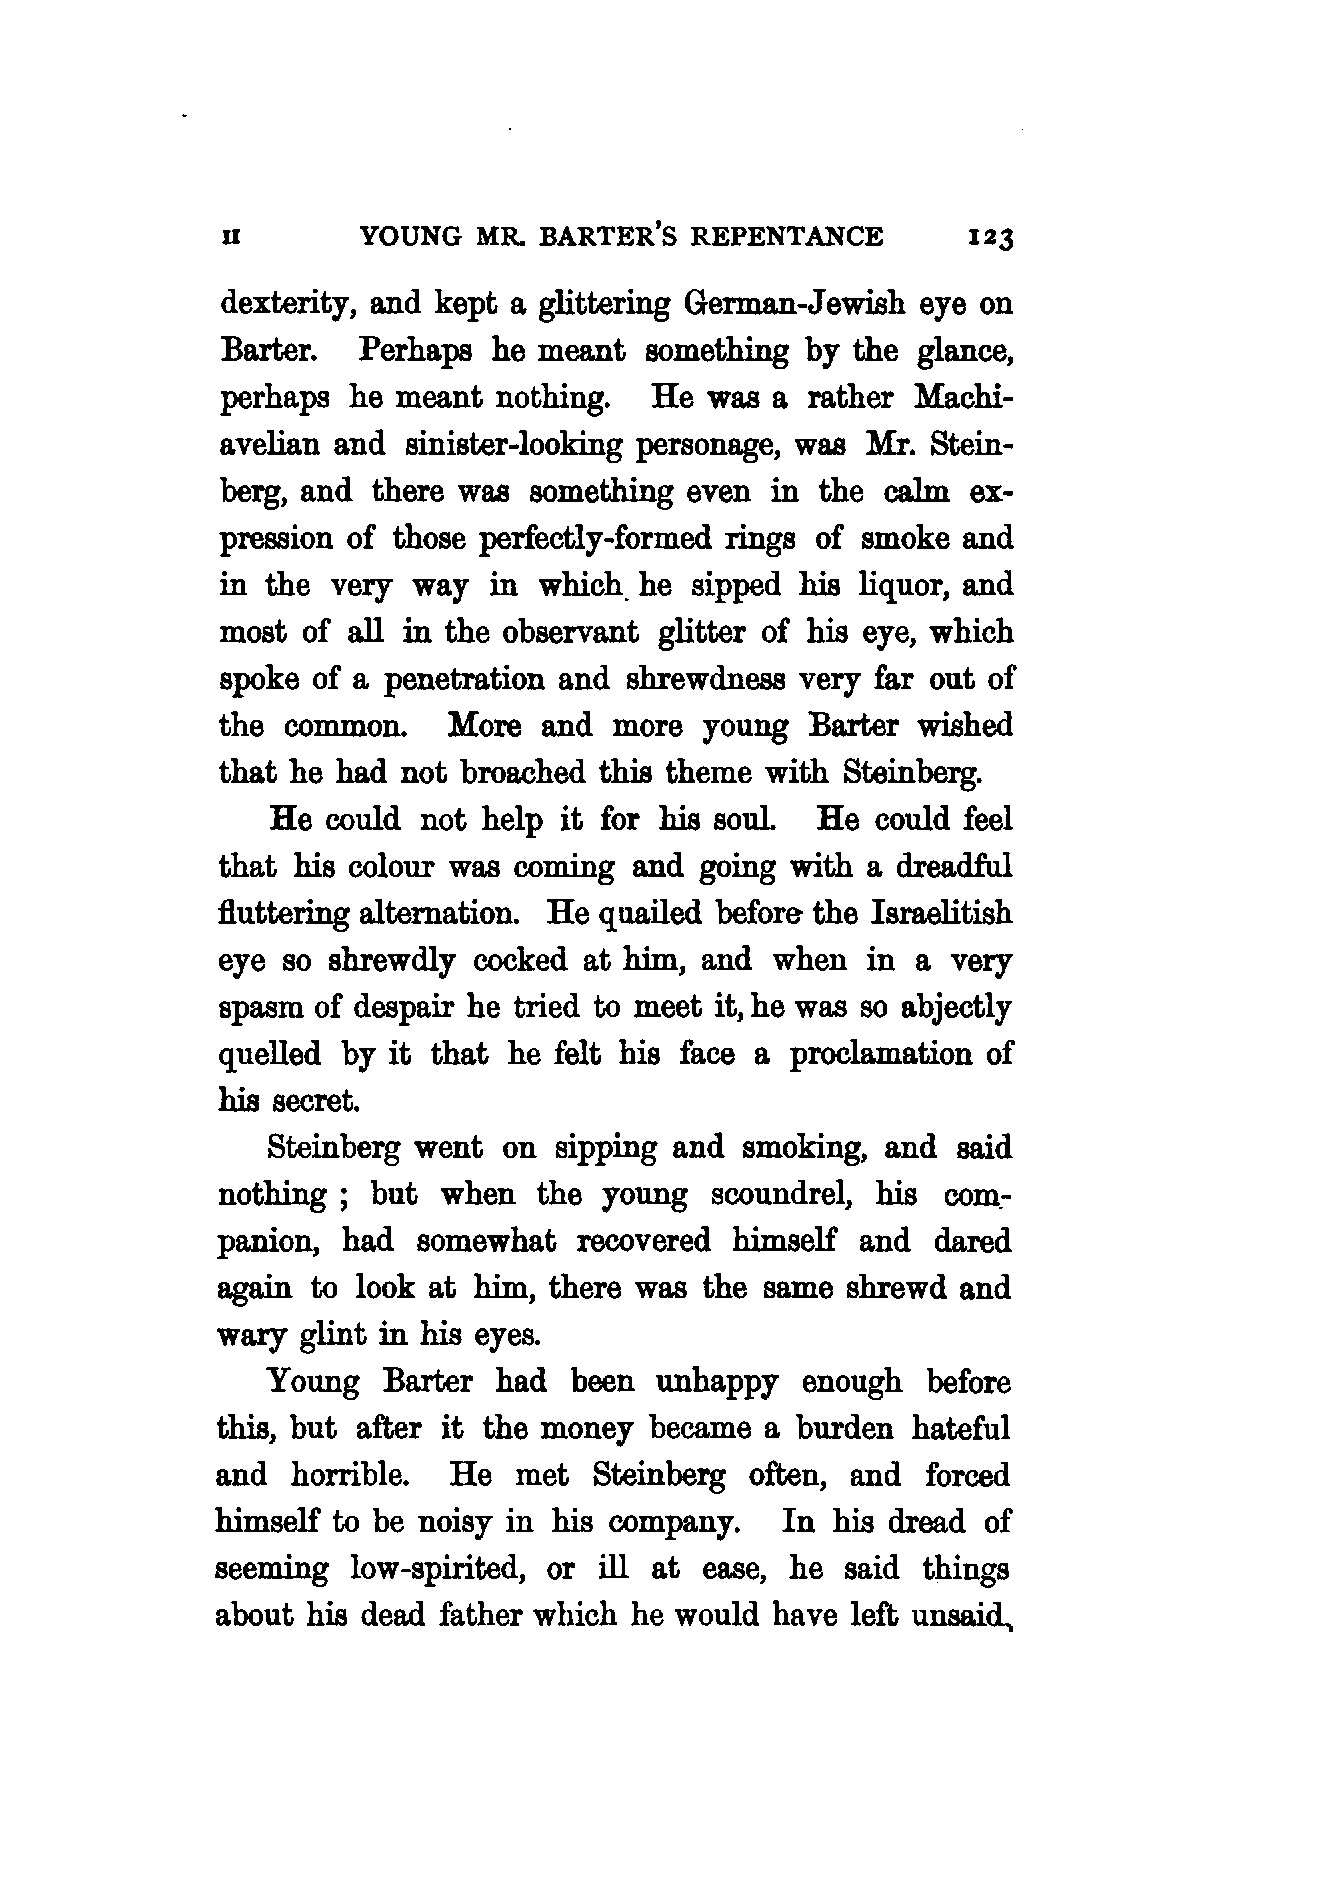 II YOUNG MR. BARTER'S REPENTANCE 123
dexterity, and kept a glittering German-Jewish eye on
Barter. Perhaps he meant something by the glance,
perhaps he meant nothing. He was a rather Machi-
avelian and sinister-looking personage, was Mr. Stein-
berg, and there was something even in the calm ex-
pression of those perfectly-formed rings of smoke and
in the very way in which he sipped his liquor, and
most of all in the observant glitter of his eye, which
spoke of a penetration and shrewdness very far out of
the common. More and more young Barter wished
that he had not broached this theme with Steinberg.
He could not help it for his soul. He could feel
that his colour was coming and going with a dreadful
fluttering alternation. He quailed before the Israelitish
eye so shrewdly cocked at him, and when in a very
spasm of despair he tried to meet it, he was so abjectly
quelled by it that he felt his face a proclamation of
his secret.
Steinberg went on sipping and smoking, and said
nothing ; but when the young scoundrel, his com-
panion, had somewhat recovered himself and dared
again to look at him, there was the same shrewd and
wary glint in his eyes.
Young Barter had been unhappy enough before
this, but after it the money became a burden hateful
and horrible. He met Steinberg often, and forced
himself to be noisy in his company. In his dread of
seeming low-spirited, or ill at ease, he said things
about his dead father which he would have left unsaid,